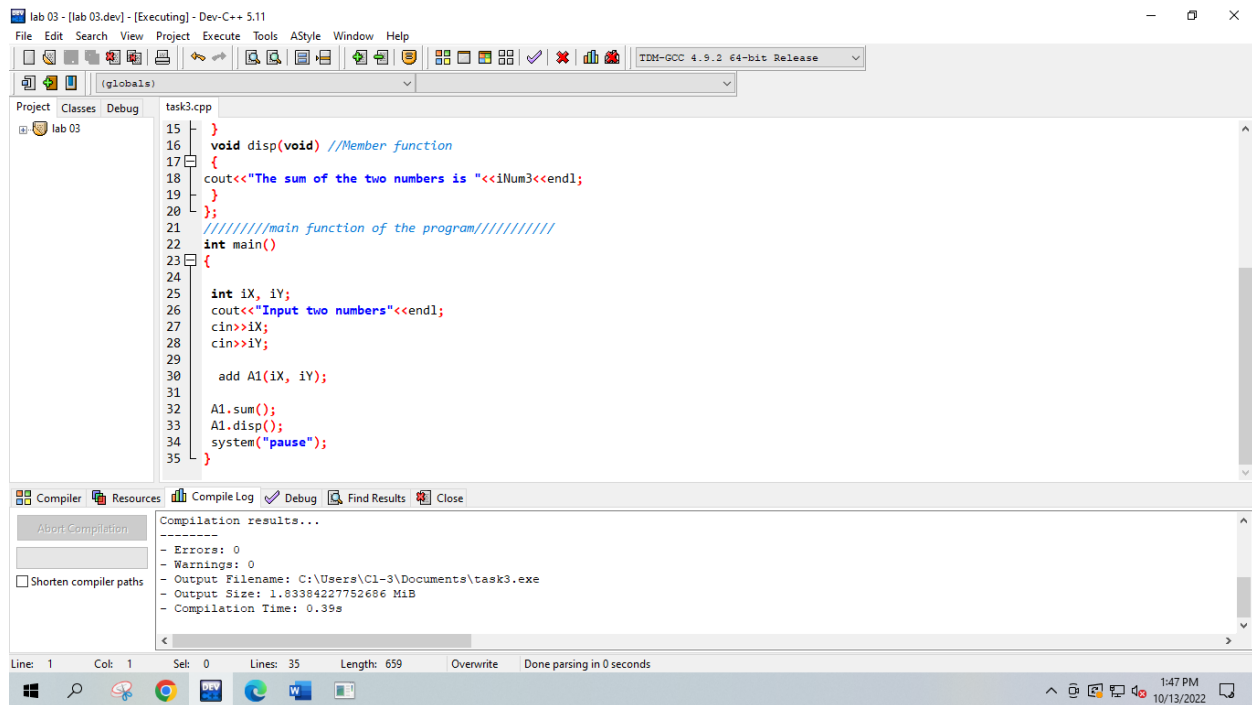 lab 03 - [lab 03.dev] - [Executing] - Dev-C++ 5.11
File Edit Search View Project Execute Tools AStyle Window Help
TDM-GCC 4.9.2 64-bit Release
(globals)
Project Classes Debug task3.cpp
lab 03
15 }
16 void disp(void) //Member function
17 {
18 cout<<"The sum of the two numbers is "<<iNum3<<endl;
19 }
20 };
21 /////////main function of the program///////////
22 int main()
23 {
24
25 int iX, iY;
26 cout<<"Input two numbers"<<endl;
27 cin>>iX;
28 cin>>iY;
29
30 add A1(iX, iY);
31
32 A1.sum();
33 A1.disp();
34 system("pause");
35 }
Compiler Resources Compile Log Debug Find Results Close
Abort Compilation
Shorten compiler paths
Compilation results...
--------
- Errors: 0
- Warnings: 0
- Output Filename: C:\Users\Cl-3\Documents\task3.exe
- Output Size: 1.83384227752686 MiB
- Compilation Time: 0.39s
Line: 1 Col: 1 Sel: 0 Lines: 35 Length: 659 Overwrite Done parsing in 0 seconds
DEV
W
1:47 PM
10/13/2022